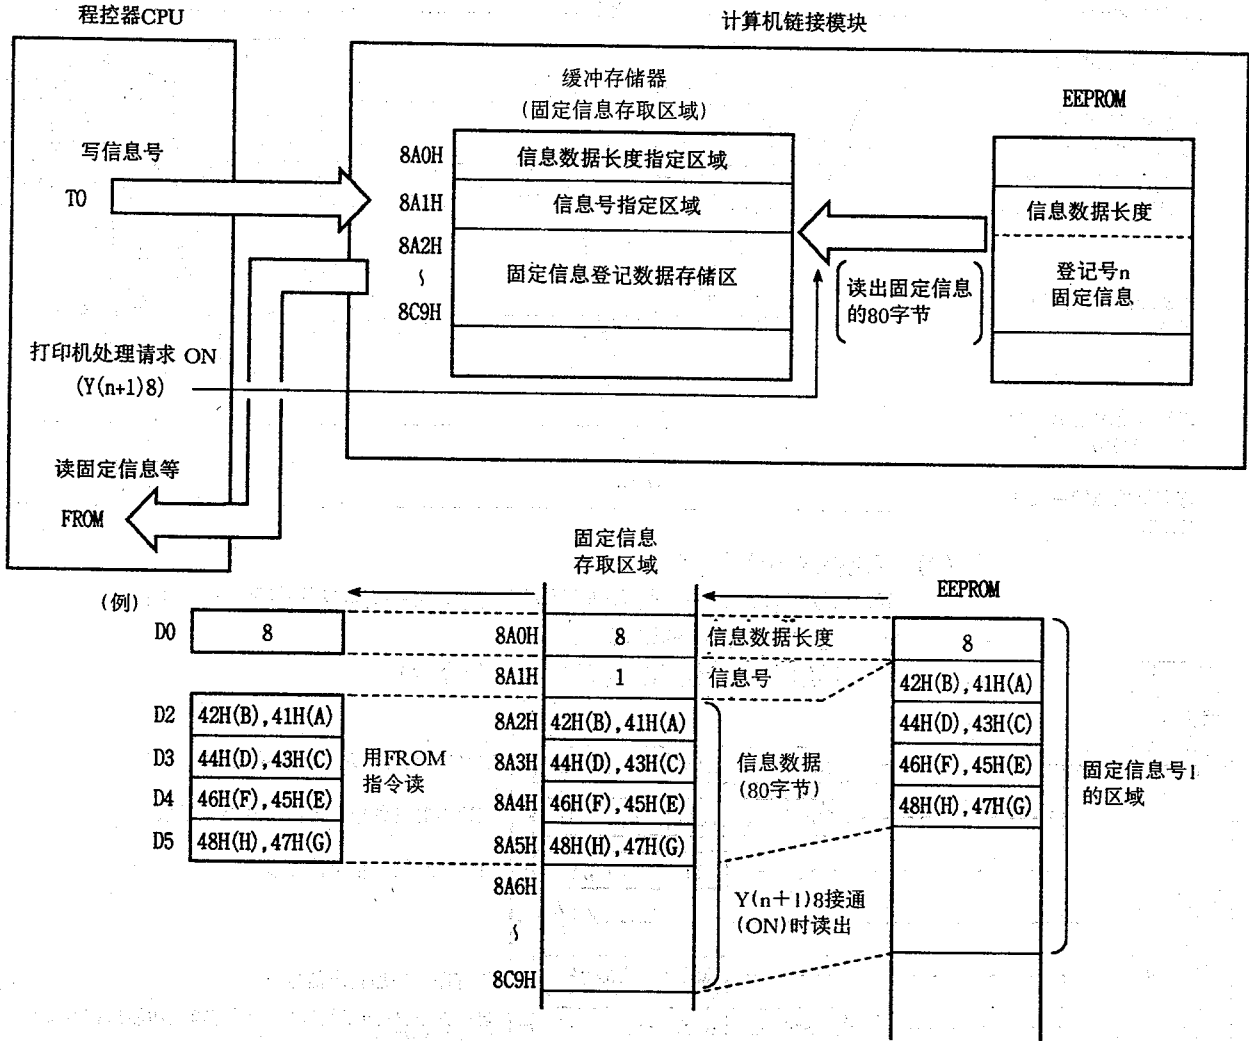 程控器CPU
计算机链接模块
缓冲存储器
(固定信息存取区域)
EEPROM
写信息号
TO
8A0H
信息数据长度指定区域
8A1H
信息号指定区域
8A2H
~
8C9H
固定信息登记数据存储区
信息数据长度
登记号n
固定信息
读出固定信息
的80字节
打印机处理请求 ON
(Y(n+1)8)
读固定信息等
FROM
固定信息
存取区域
EEPROM
(例)
D0
8
8A0H
8
信息数据长度
8
8A1H
1
信息号
42H(B),41H(A)
D2
42H(B),41H(A)
8A2H
42H(B),41H(A)
44H(D),43H(C)
D3
44H(D),43H(C)
用FROM
指令读
8A3H
44H(D),43H(C)
信息数据
(80字节)
46H(F),45H(E)
固定信息号1
的区域
D4
46H(F),45H(E)
8A4H
46H(F),45H(E)
48H(H),47H(G)
D5
48H(H),47H(G)
8A5H
48H(H),47H(G)
8A6H
~
8C9H
Y(n+1)8接通
(ON)时读出